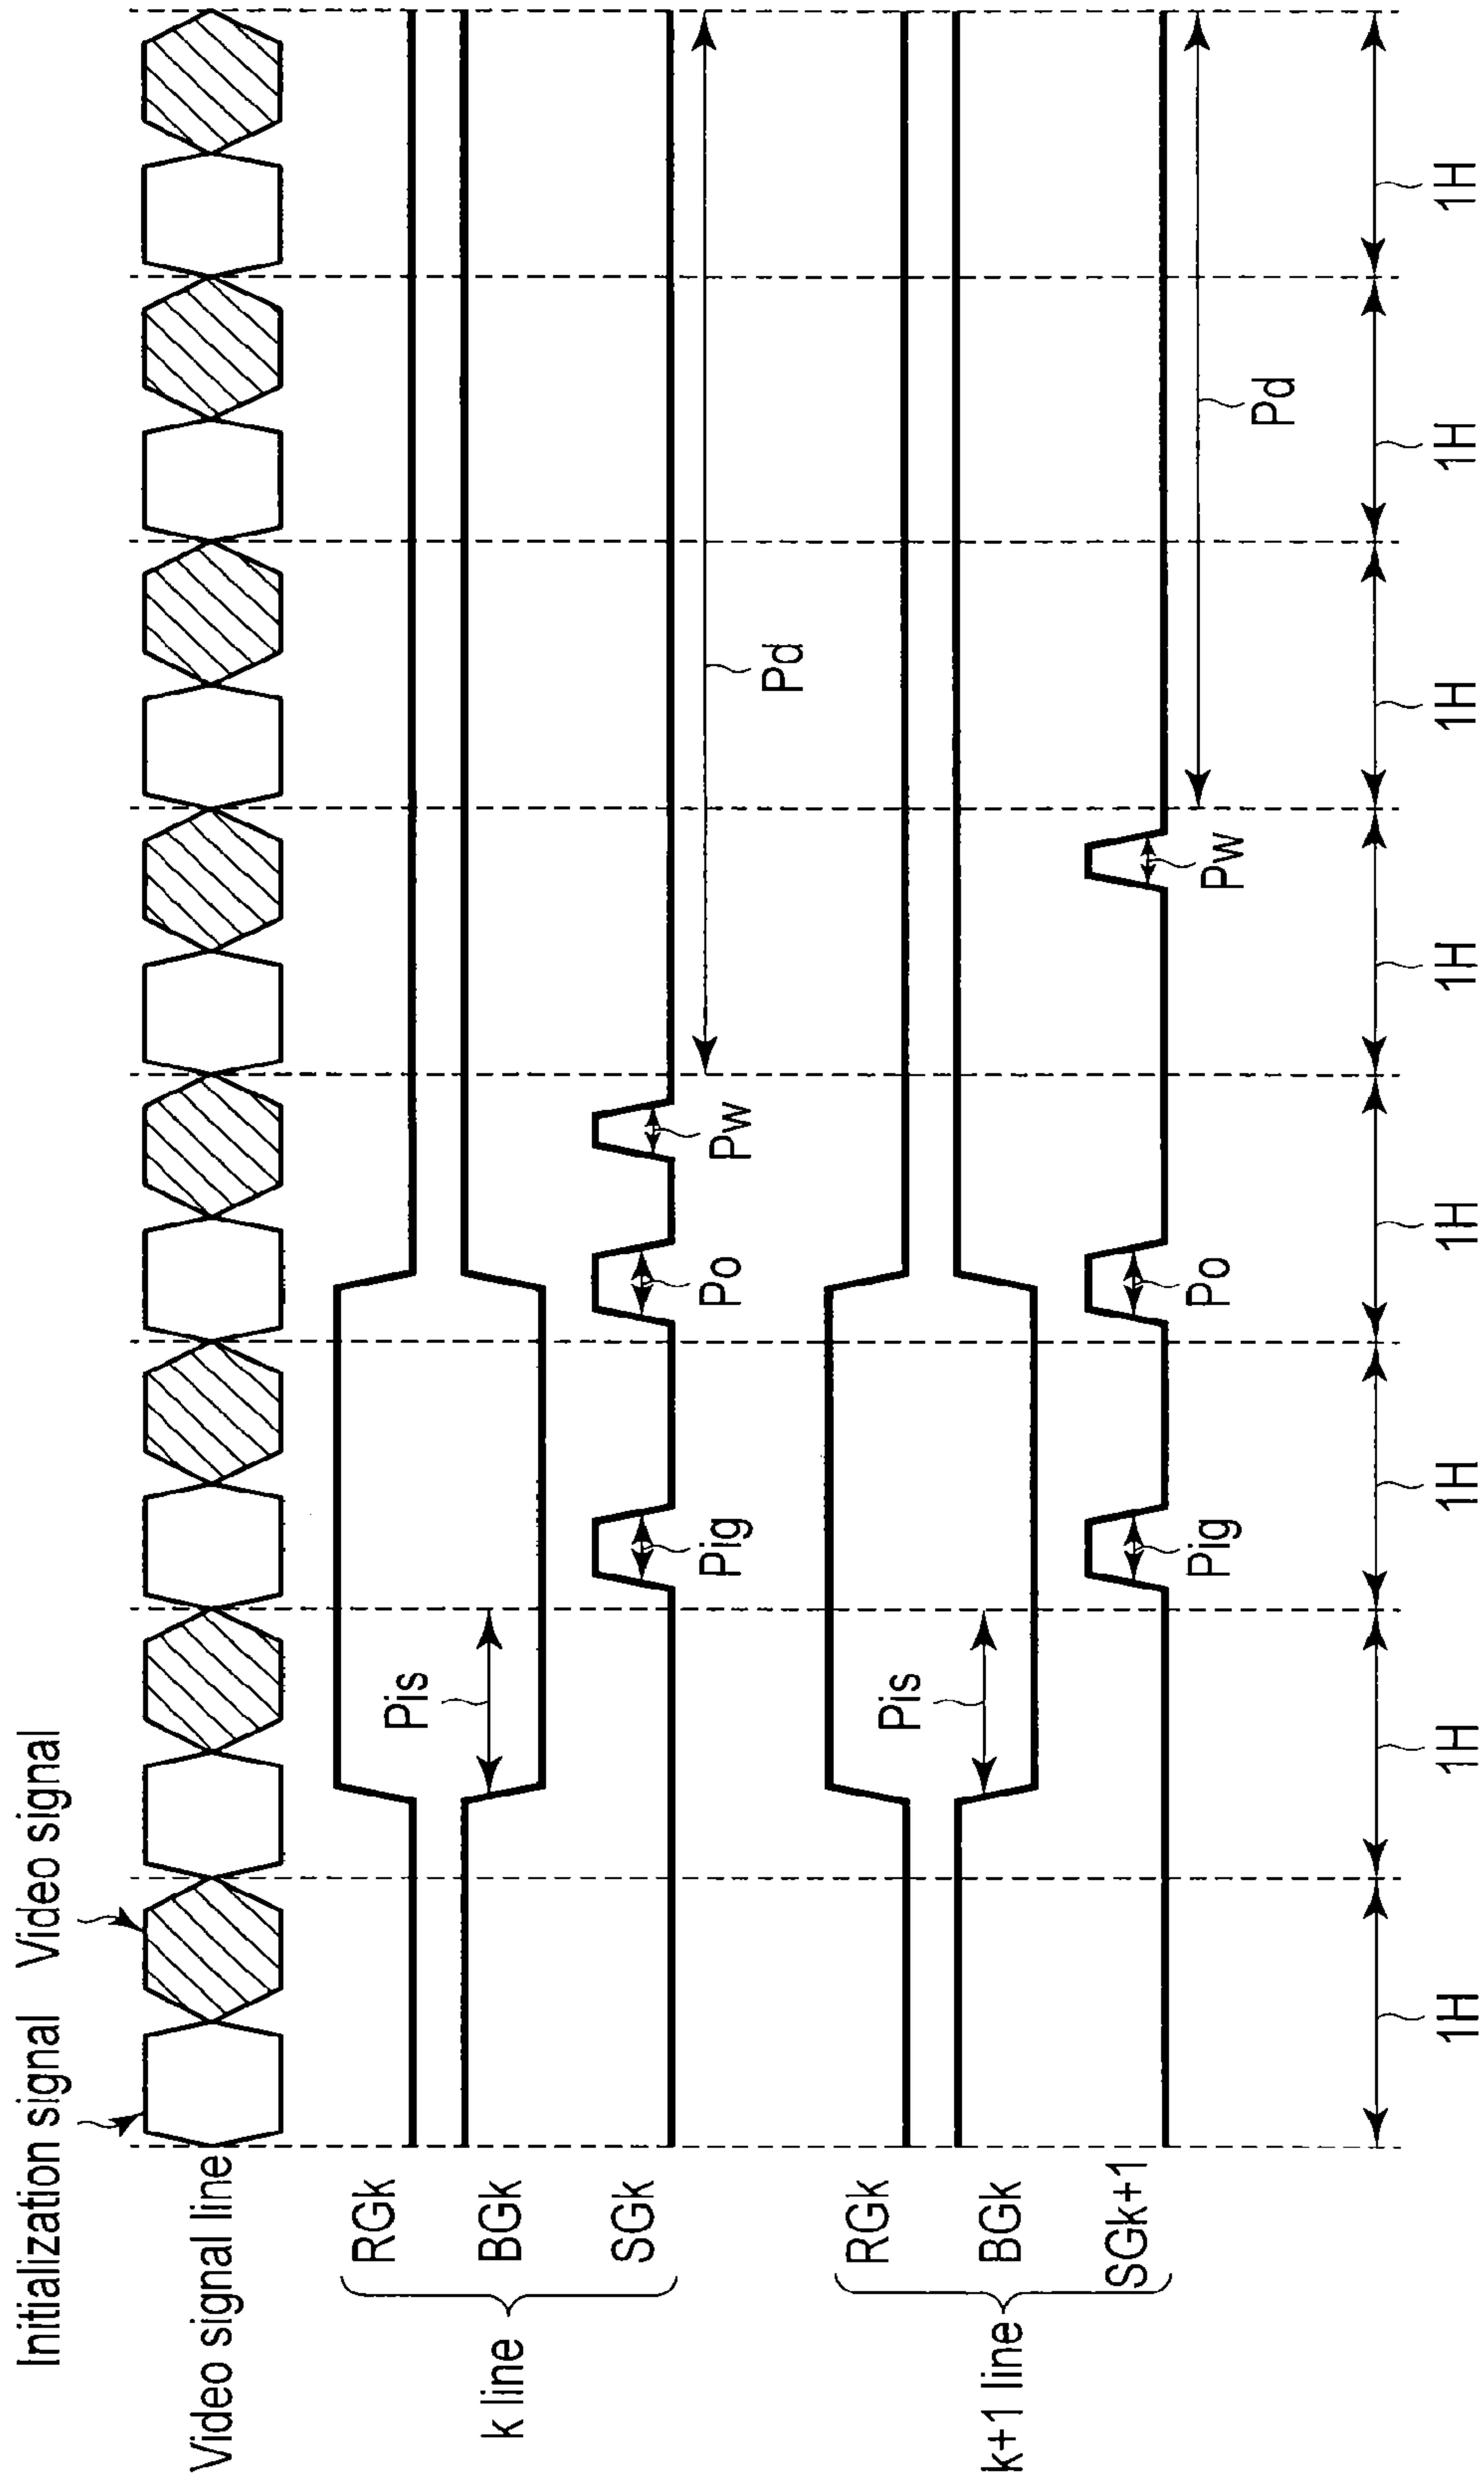 Initialization signal
Video signal
Video signal line
k line
RGk
BGk
SGk
Pis
Pig
Po
Pw
Pd
k+1 line
RGk
BGk
SGk+1
Pis
Pig
Po
Pw
Pd
1H
1H
1H
1H
1H
1H
1H
1H